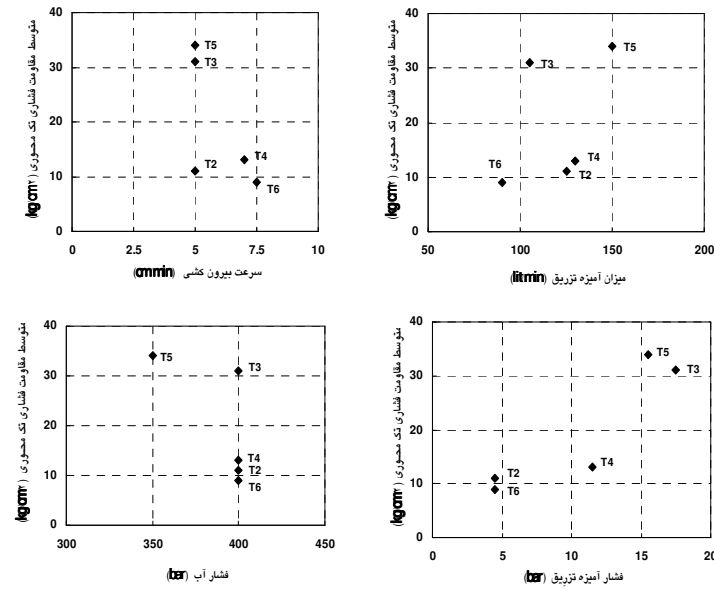 متوسط مقاومت فشاری تک محوری (kg/cm²)
40
30
20
10
0
T5
T3
T2
T4
T6
0 2.5 5 7.5 10
سرعت بیرون کشی (cm/min)
متوسط مقاومت فشاری تک محوری (kg/cm²)
40
30
20
10
0
T5
T3
T6
T4
T2
50 100 150 200
میزان آمیزه تزریق (lit/min)
متوسط مقاومت فشاری تک محوری (kg/cm²)
40
30
20
10
0
T5
T3
T4
T2
T6
300 350 400 450
فشار آب (bar)
متوسط مقاومت فشاری تک محوری (kg/cm²)
40
30
20
10
0
T5
T3
T4
T2
T6
0 5 10 15 20
فشار آمیزه تزریق (bar)